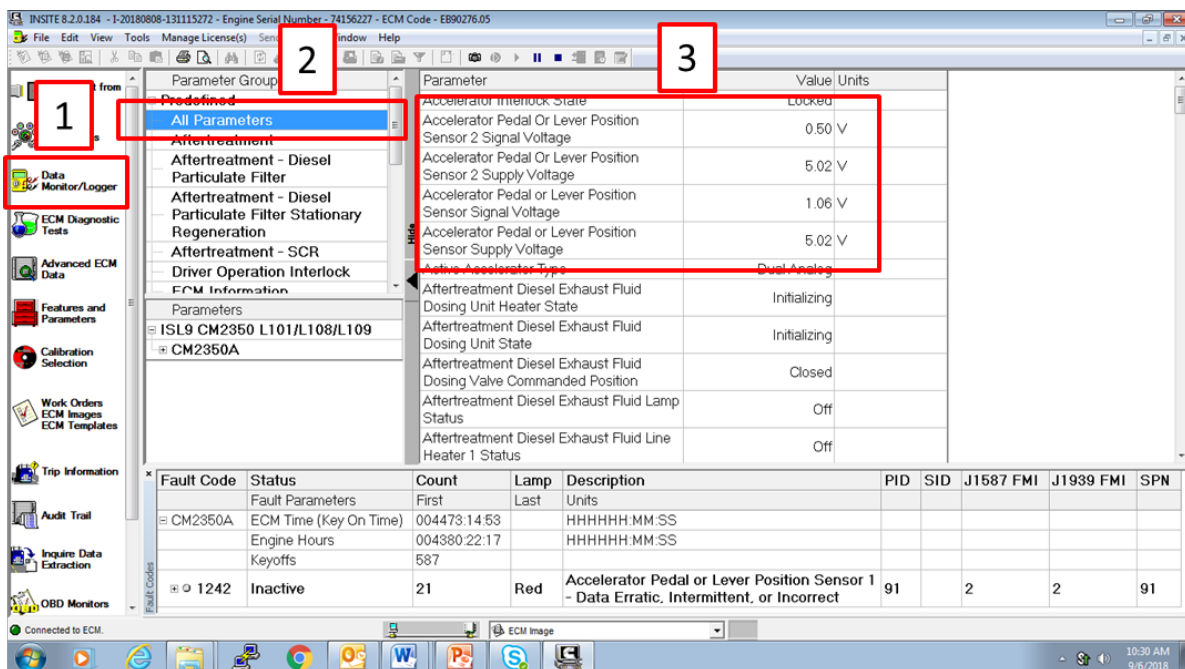 INSITE 8.2.0.184 - I-20180808-131115272 - Engine Serial Number - 74156227 - ECM Code - EB90276.05
File Edit View Tools Manage License(s) Help
1
2
3
from
Data
Monitor/Logger
ECM Diagnostic
Tests
Advanced ECM
Data
Features and
Parameters
Calibration
Selection
Work Orders
ECM Images
ECM Templates
Trip Information
Audit Trail
Inquire Data
Extraction
OBD Monitors
Parameter Group
Predefined
All Parameters
Aftertreatment
Aftertreatment - Diesel
Particulate Filter
Aftertreatment - Diesel
Particulate Filter Stationary
Regeneration
Aftertreatment - SCR
Driver Operation Interlock
ECM Information
Parameters
ISL9 CM2350 L101/L108/L109
CM2350A
Hide
Parameter Value Units
Accelerator Interlock State Locked
Accelerator Pedal Or Lever Position
Sensor 2 Signal Voltage 0.50 V
Accelerator Pedal Or Lever Position
Sensor 2 Supply Voltage 5.02 V
Accelerator Pedal or Lever Position
Sensor Signal Voltage 1.06 V
Accelerator Pedal or Lever Position
Sensor Supply Voltage 5.02 V
Active Accelerator Type Dual Analog
Aftertreatment Diesel Exhaust Fluid
Dosing Unit Heater State Initializing
Aftertreatment Diesel Exhaust Fluid
Dosing Unit State Initializing
Aftertreatment Diesel Exhaust Fluid
Dosing Valve Commanded Position Closed
Aftertreatment Diesel Exhaust Fluid Lamp
Status Off
Aftertreatment Diesel Exhaust Fluid Line
Heater 1 Status Off
Fault Codes
Fault Code Status Count Lamp Description PID SID J1587 FMI J1939 FMI SPN
Fault Parameters First Last Units
CM2350A ECM Time (Key On Time) 004473:14:53 HHHHHH:MM:SS
Engine Hours 004380:22:17 HHHHHH:MM:SS
Keyoffs 587
1242 Inactive 21 Red Accelerator Pedal or Lever Position Sensor 1 91 2 2 91
- Data Erratic, Intermittent, or Incorrect
Connected to ECM. ECM Image
10:30 AM
9/6/2018